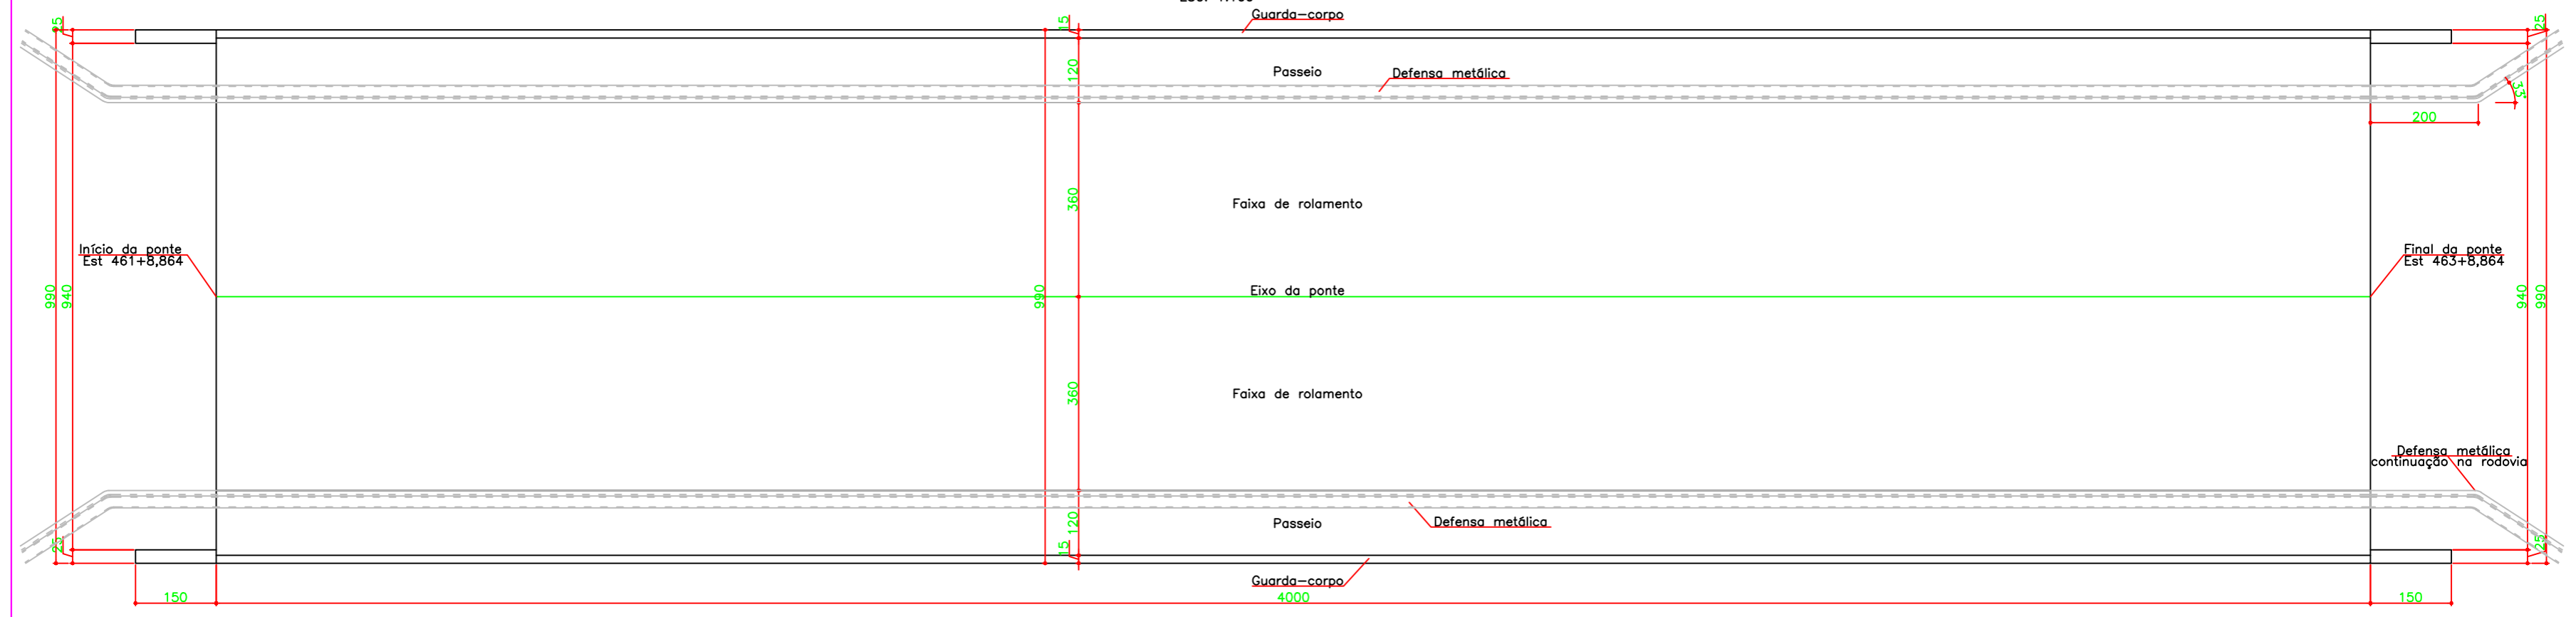 Guarda-corpo
25
15
25
120
Passeio
Defensa metálica
33°
200
360
Faixa de rolamento
Início da ponte
Est 461+8,864
Final da ponte
Est 463+8,864
990
940
990
Eixo da ponte
940
990
360
Faixa de rolamento
Defensa metálica
continuação na rodovia
120
Passeio
Defensa metálica
25
15
25
Guarda-corpo
150
4000
150